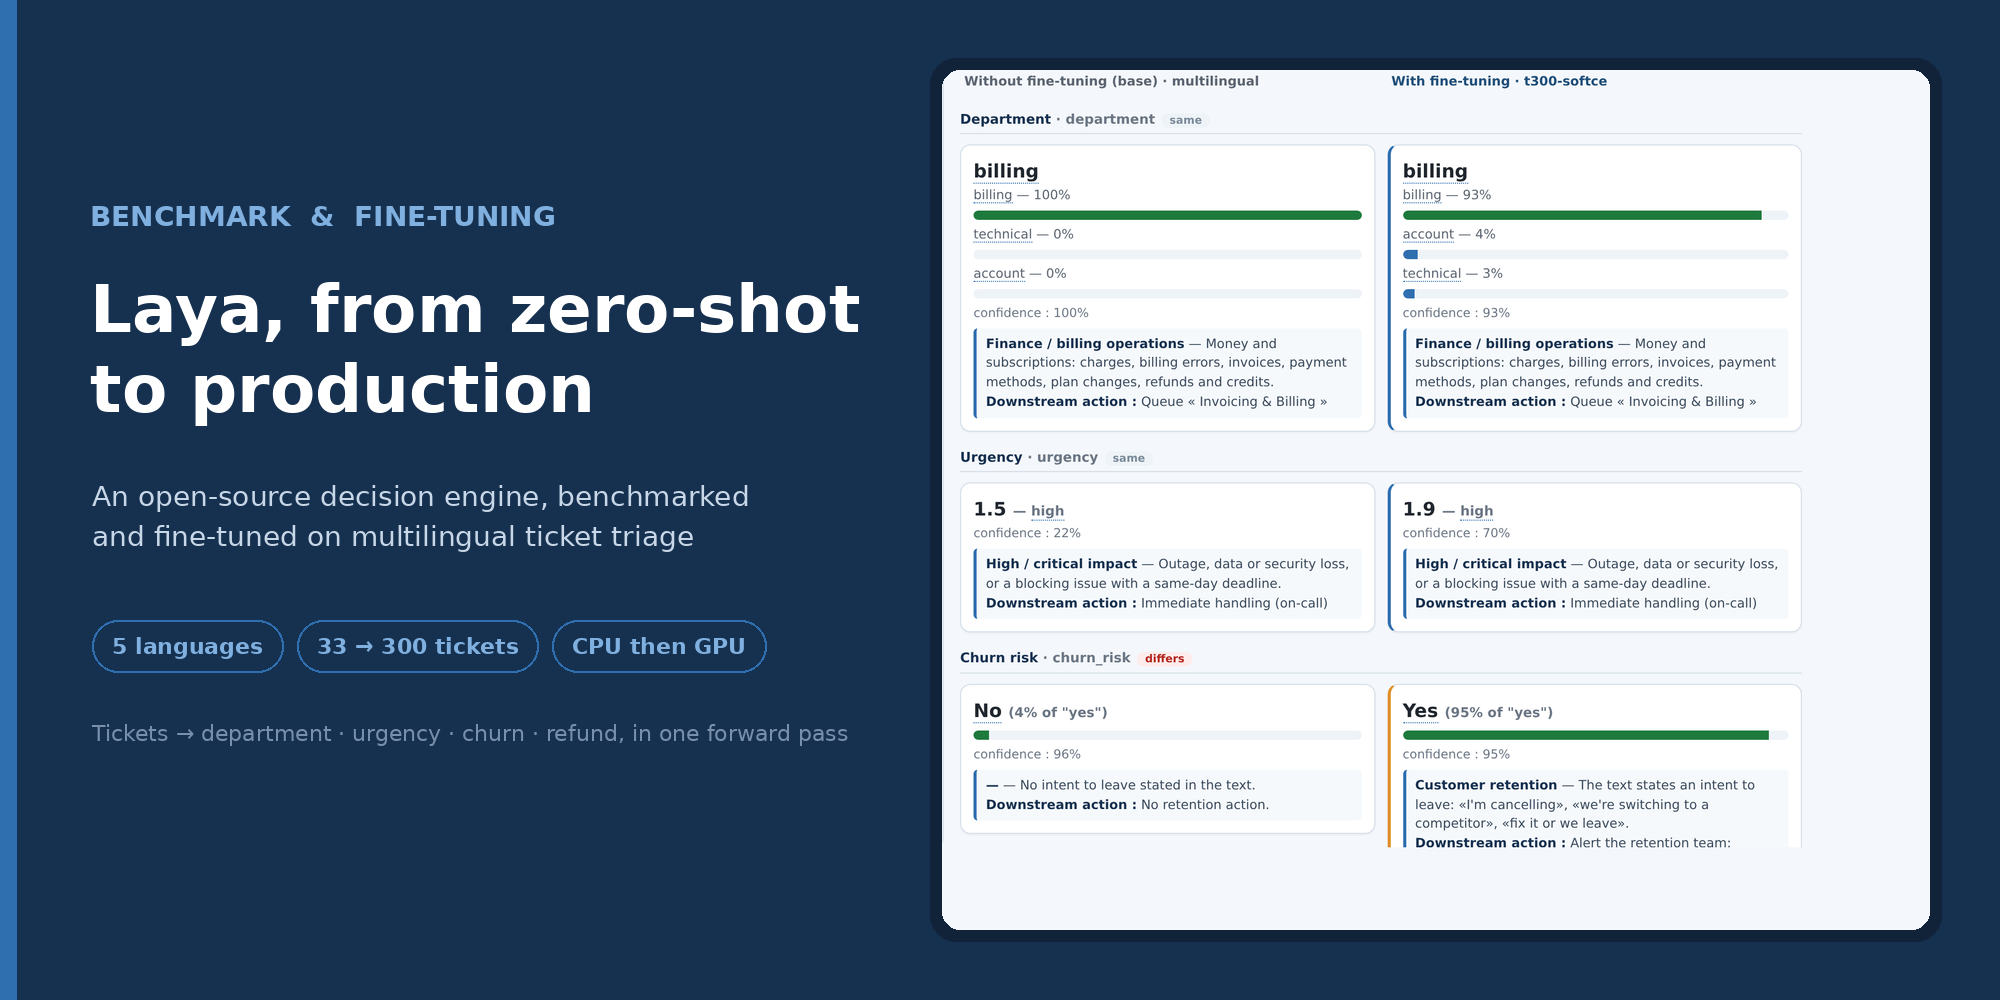 BENCHMARK & FINE-TUNING
Laya, from zero-shot
to production
An open-source decision engine, benchmarked
and fine-tuned on multilingual ticket triage
5 languages
33 → 300 tickets
CPU then GPU
Tickets → department · urgency · churn · refund, in one forward pass
Without fine-tuning (base) · multilingual
With fine-tuning · t300-softce
Department · department same
billing
billing — 100%
technical — 0%
account — 0%
confidence : 100%
Finance / billing operations — Money and
subscriptions: charges, billing errors, invoices, payment
methods, plan changes, refunds and credits.
Downstream action : Queue « Invoicing & Billing »
billing
billing — 93%
account — 4%
technical — 3%
confidence : 93%
Finance / billing operations — Money and
subscriptions: charges, billing errors, invoices, payment
methods, plan changes, refunds and credits.
Downstream action : Queue « Invoicing & Billing »
Urgency · urgency same
1.5 — high
confidence : 22%
High / critical impact — Outage, data or security loss,
or a blocking issue with a same-day deadline.
Downstream action : Immediate handling (on-call)
1.9 — high
confidence : 70%
High / critical impact — Outage, data or security loss,
or a blocking issue with a same-day deadline.
Downstream action : Immediate handling (on-call)
Churn risk · churn_risk differs
No (4% of "yes")
confidence : 96%
— — No intent to leave stated in the text.
Downstream action : No retention action.
Yes (95% of "yes")
confidence : 95%
Customer retention — The text states an intent to
leave: «I'm cancelling», «we're switching to a
competitor», «fix it or we leave».
Downstream action : Alert the retention team: